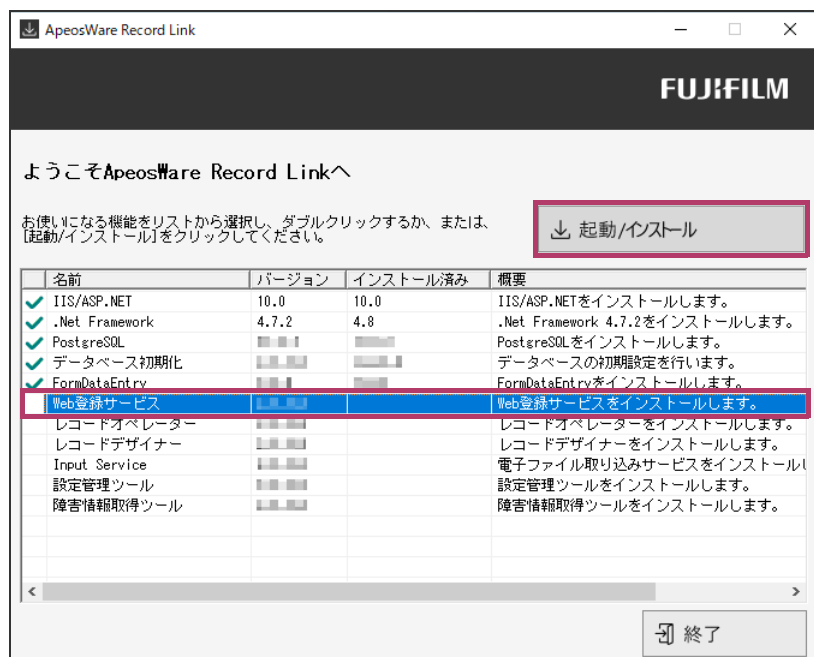 ApeosWare Record Link
FUJIFILM
ようこそApeosWare Record Linkへ
お使いになる機能をリストから選択し、ダブルクリックするか、または、
[起動/インストール]をクリックしてください。
起動/インストール
名前 バージョン インストール済み 概要
IIS/ASP.NET 10.0 10.0 IIS/ASP.NETをインストールします。
.Net Framework 4.7.2 4.8 .Net Framework 4.7.2をインストールします。
PostgreSQL PostgreSQLをインストールします。
データベース初期化 データベースの初期設定を行います。
FormDataEntry FormDataEntryをインストールします。
Web登録サービス Web登録サービスをインストールします。
レコードオペレーター レコードオペレーターをインストールします。
レコードデザイナー レコードデザイナーをインストールします。
Input Service 電子ファイル取り込みサービスをインストールし
設定管理ツール 設定管理ツールをインストールします。
障害情報取得ツール 障害情報取得ツールをインストールします。
終了